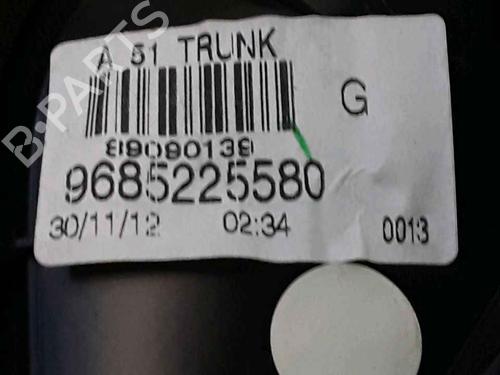 A 51 TRUNK
G
89090139
9685225580
30/11/12 02:34 0013
B-PARTS